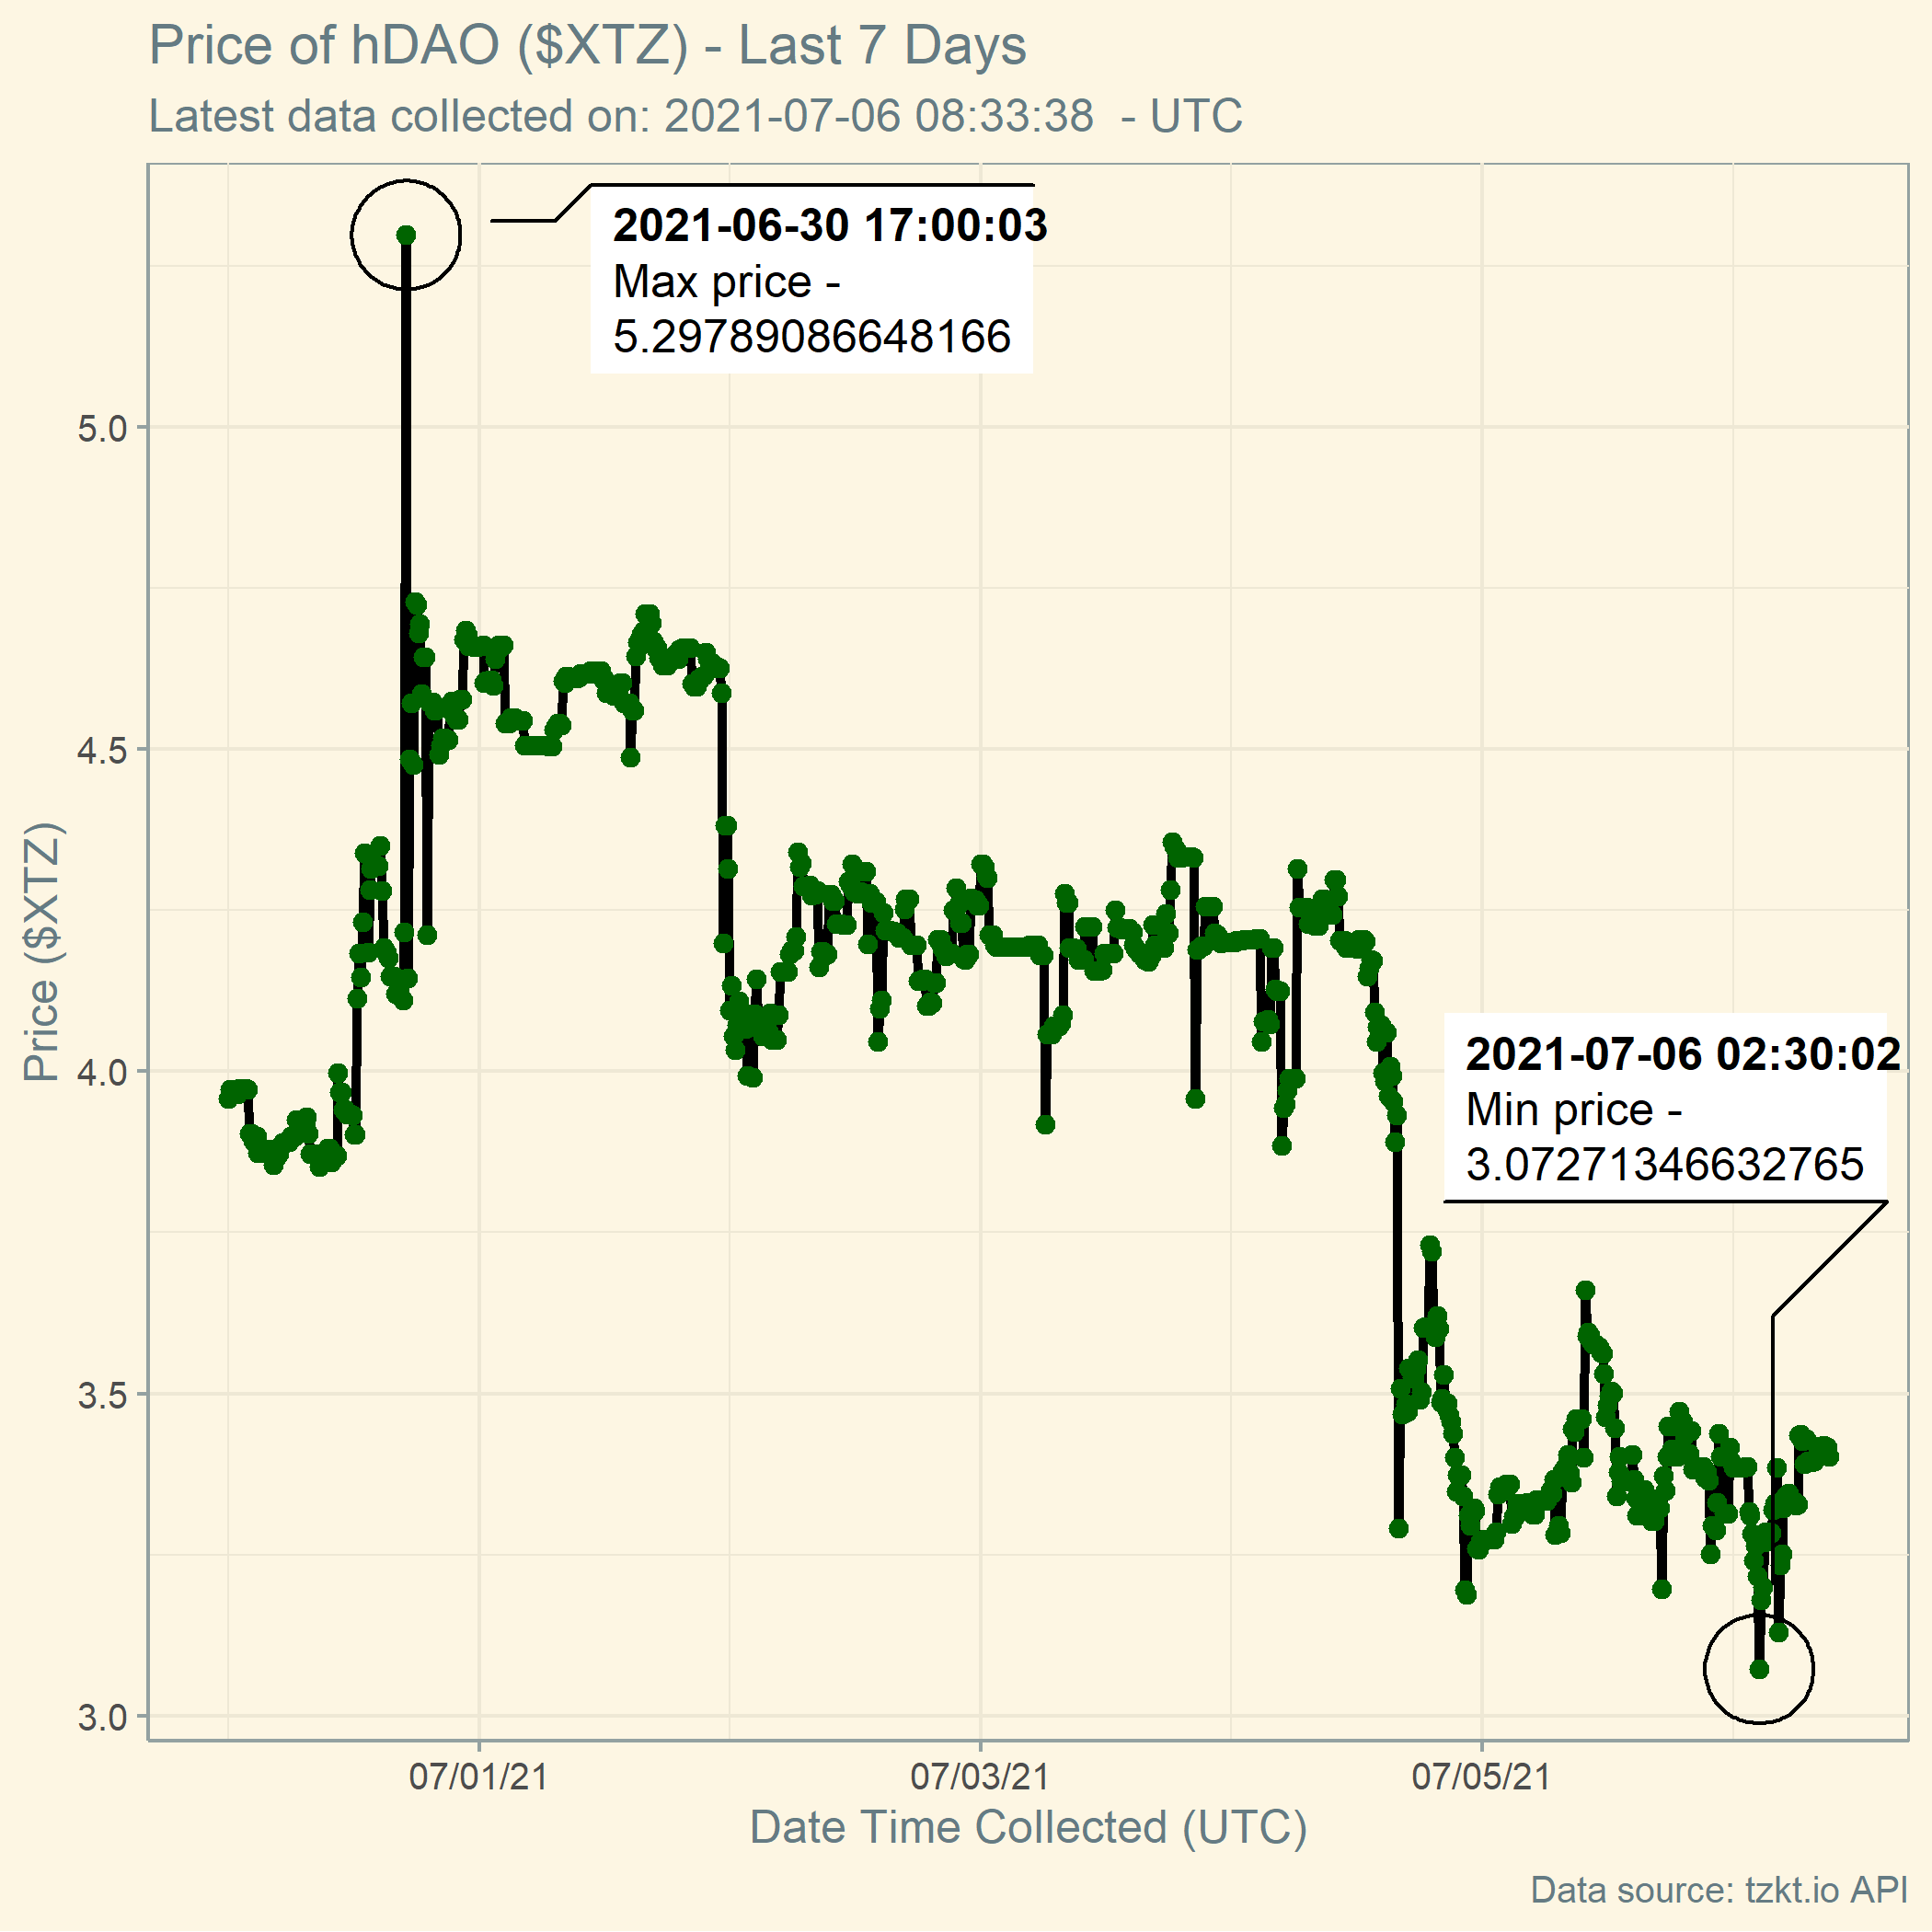 Price of hDAO ($XTZ) - Last 7 Days
Latest data collected on: 2021-07-06 08:33:38  - UTC
2021-06-30 17:00:03
Max price -
5.29789086648166
5.0
4.5
4.0
3.5
3.0
Price ($XTZ)
2021-07-06 02:30:02
Min price -
3.07271346632765
07/01/21
07/03/21
07/05/21
Date Time Collected (UTC)
Data source: tzkt.io API